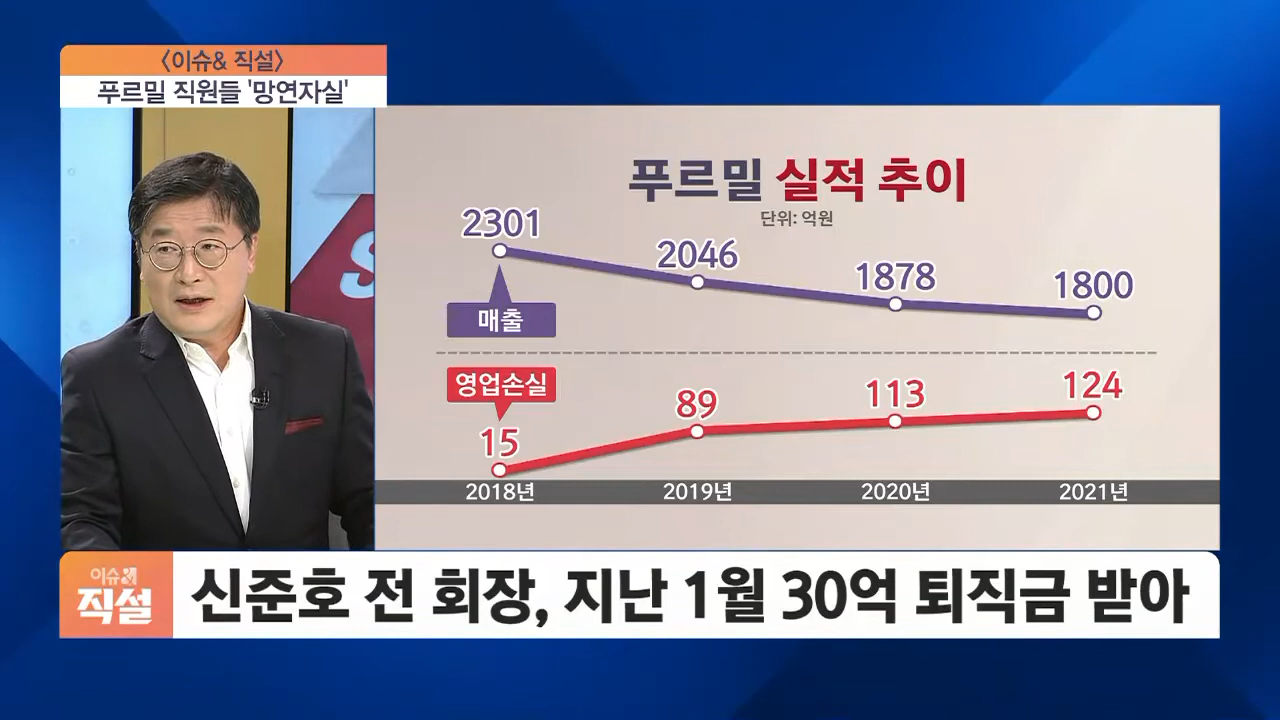 〈이슈& 직설〉
푸르밀 직원들 '망연자실'
푸르밀 실적 추이
단위: 억원
2301
2046
1878
1800
매출
영업손실
15
89
113
124
2018년
2019년
2020년
2021년
이슈&
직설
신준호 전 회장, 지난 1월 30억 퇴직금 받아